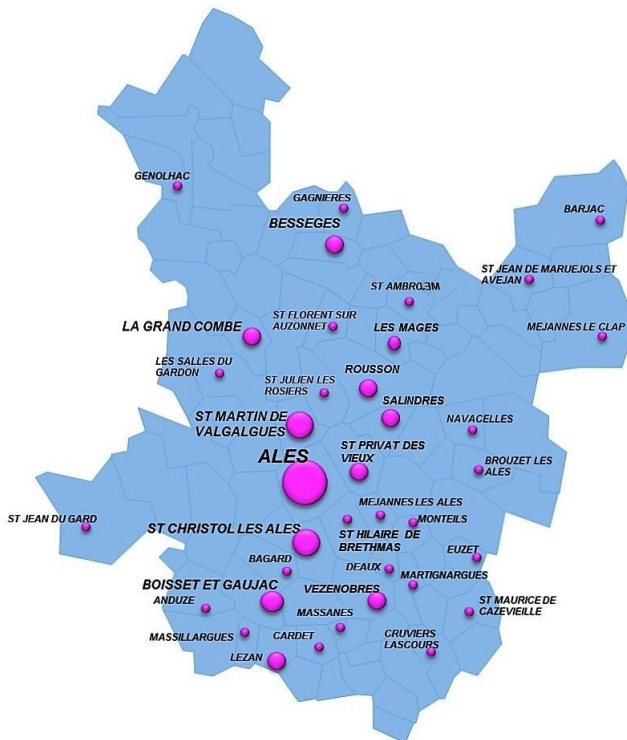 GENOLHAC
GAGNIERES
BESSEGES
BARJAC
ST JEAN DE MARUEJOLS ET
AVEJAN
ST FLORENT SUR
AUZONNET
LA GRAND COMBE
LES MAGES
MEJANNES LE CLAP
LES SALLES DU
GARDON
ROUSSON
ST JULIEN LES
ROSIERS
SALINDRES
ST MARTIN DE
VALGALGUES
NAVACELLES
ST PRIVAT DES
VIEUX
ALES
BROUZET LES
ALES
MEJANNES LES ALES
ST JEAN DU GARD
MONTEILS
ST CHRISTOL LES ALES
ST HILAIRE DE
BRETHMAS
EUZET
BAGARD
DEAUX
MARTIGNARGUES
BOISSET ET GAUJAC
VEZENOBRES
ANDUZE
ST MAURICE DE
CAZEVIEILLE
MASSANES
MASSILLARGUES
CARDET
CRUVIERS
LASCOURS
LEZAN